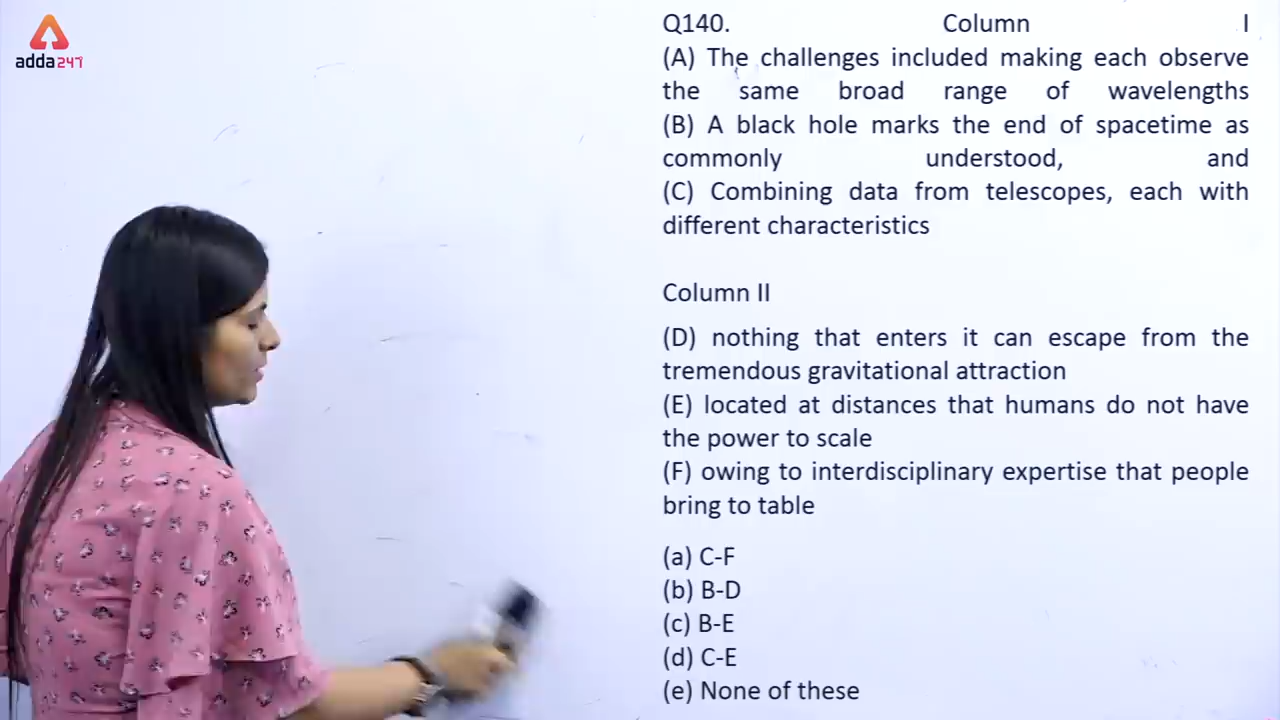 adda247
Q140. Column I
(A) The challenges included making each observe
the same broad range of wavelengths
(B) A black hole marks the end of spacetime as
commonly understood, and
(C) Combining data from telescopes, each with
different characteristics
Column II
(D) nothing that enters it can escape from the
tremendous gravitational attraction
(E) located at distances that humans do not have
the power to scale
(F) owing to interdisciplinary expertise that people
bring to table
(a) C-F
(b) B-D
(c) B-E
(d) C-E
(e) None of these